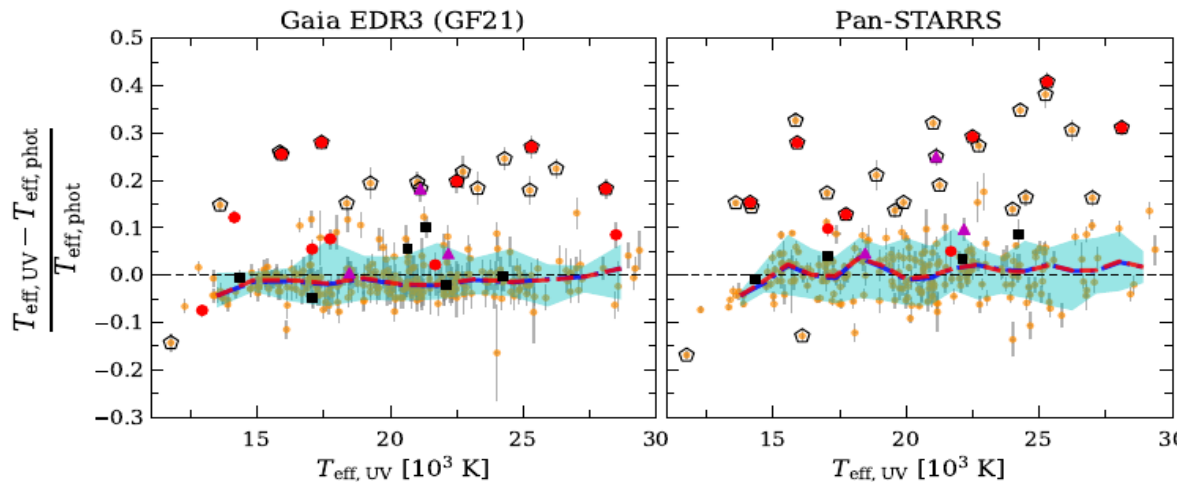 Gaia EDR3 (GF21) Pan-STARRS
0.5
0.4
0.3
0.2
0.1
0.0
−0.1
−0.2
−0.3
T_eff, UV − T_eff, phot
T_eff, phot
15 20 25 30 15 20 25 30
T_eff, UV [10³ K] T_eff, UV [10³ K]